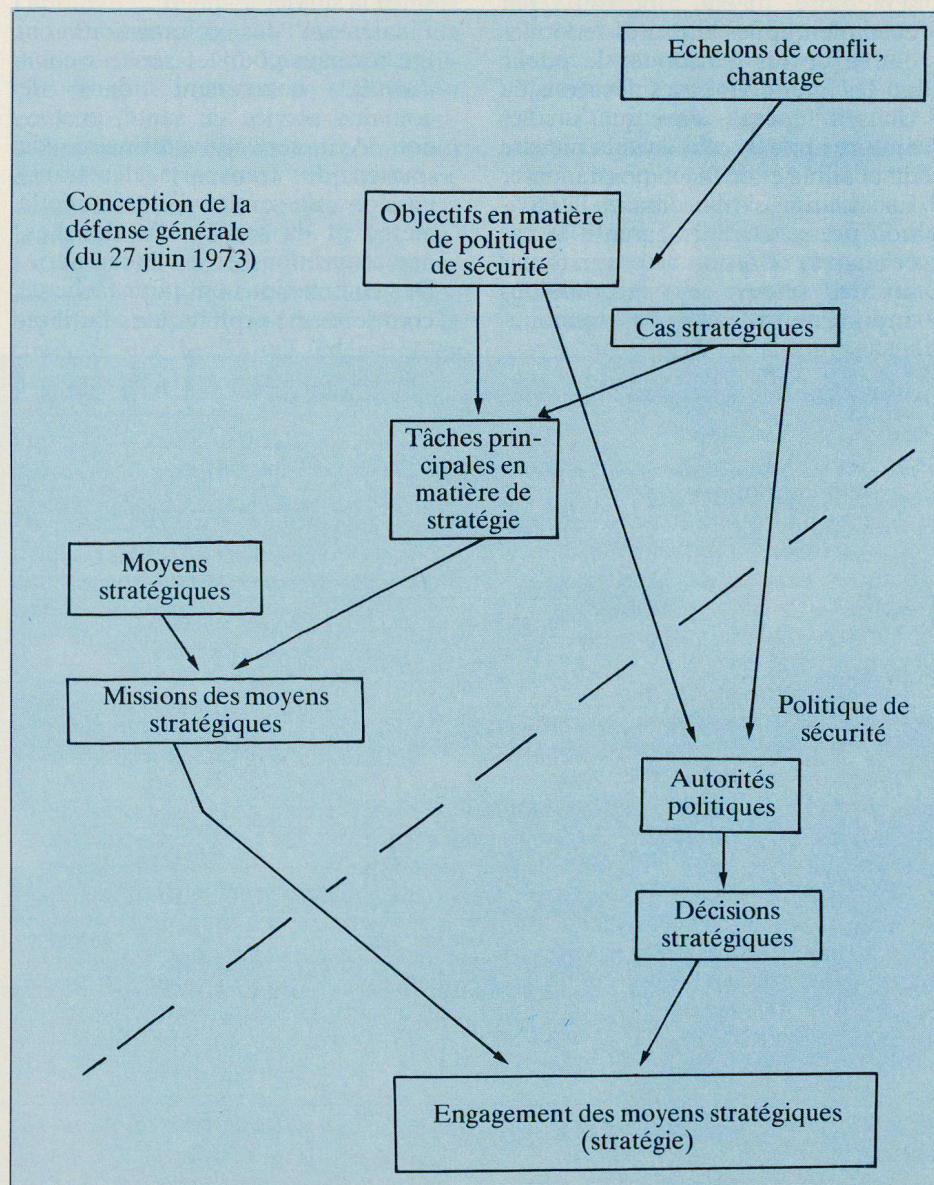 Echelons de conflit,
chantage
Conception de la
défense générale
(du 27 juin 1973)
Objectifs en matière
de politique
de sécurité
Cas stratégiques
Tâches prin-
cipales en
matière de
stratégie
Moyens
stratégiques
Missions des moyens
stratégiques
Politique de
sécurité
Autorités
politiques
Décisions
stratégiques
Engagement des moyens stratégiques
(stratégie)